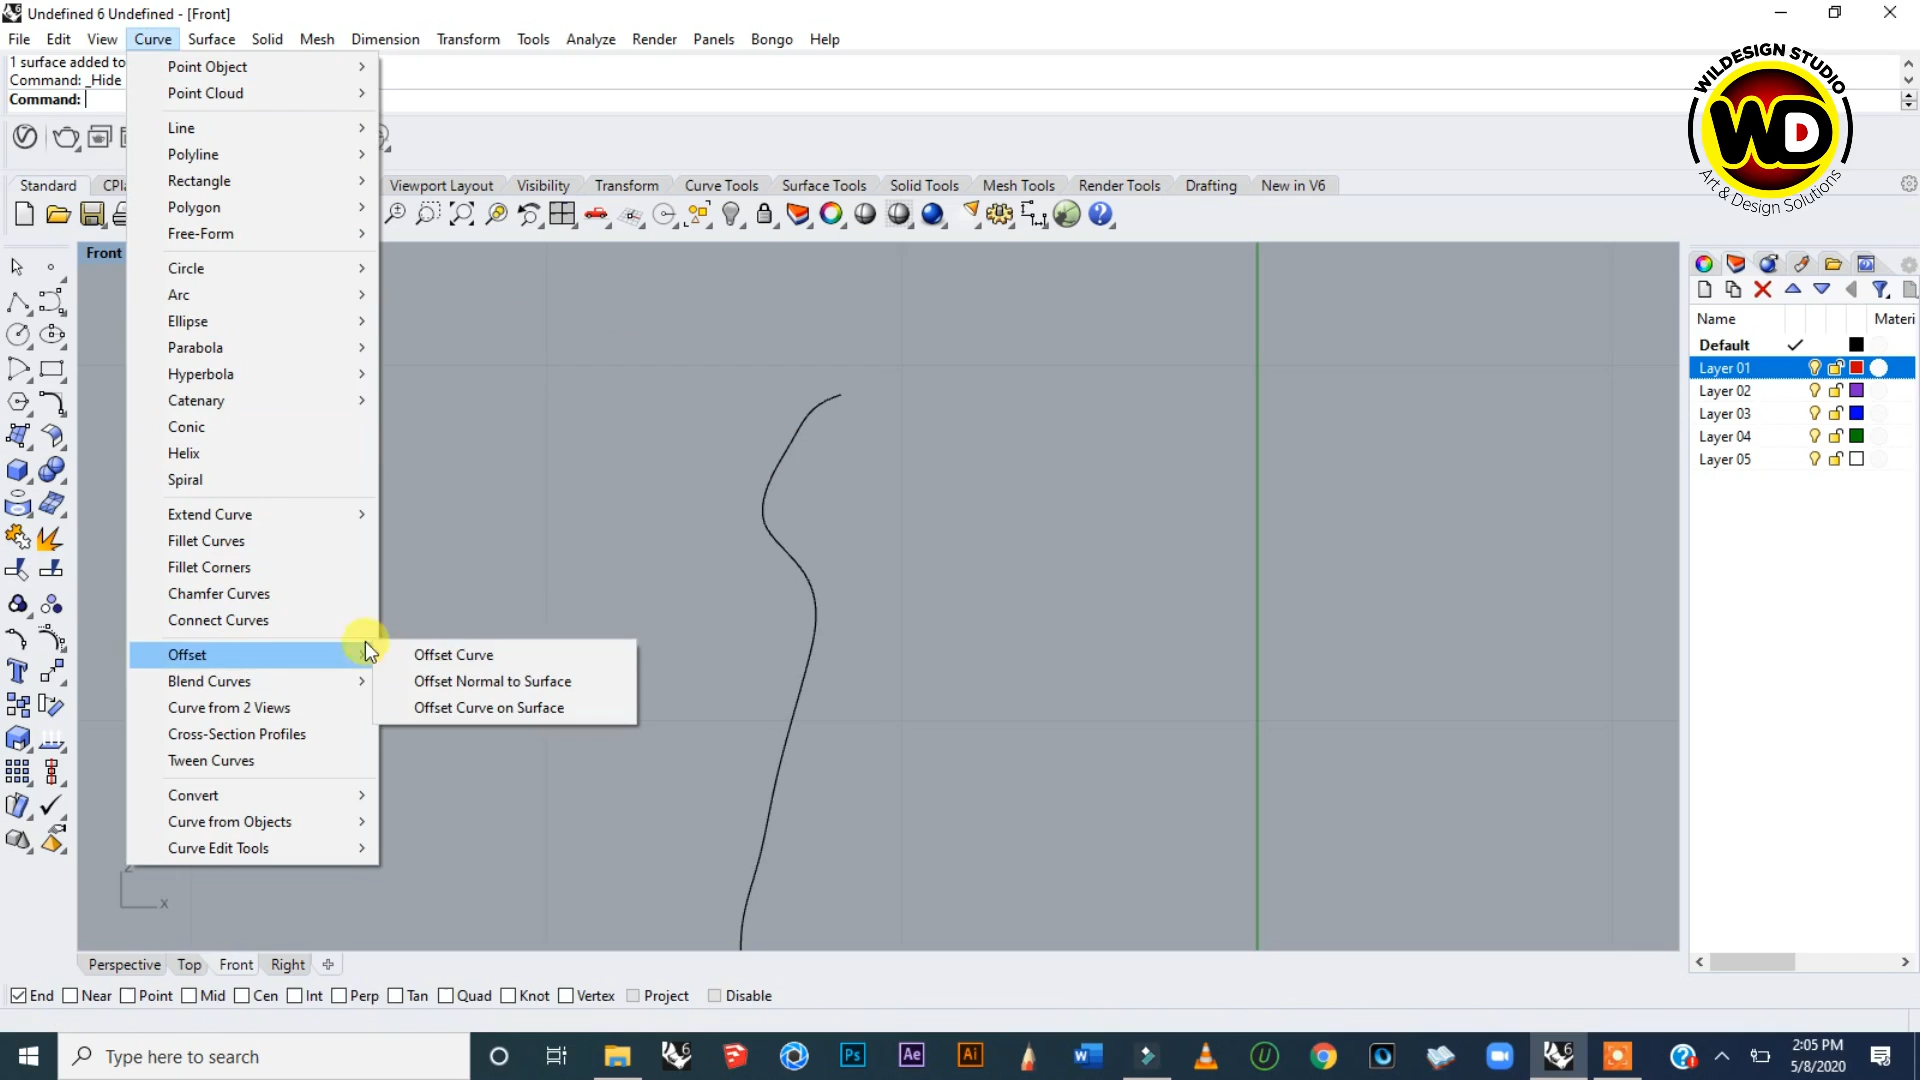 Undefined 6 Undefined - [Front]
File Edit View Curve Surface Solid Mesh Dimension Transform Tools Analyze Render Panels Bongo Help
1 surface added to
Command: _Hide
Command:
WILDESIGN STUDIO
WD
Art & Design Solutions
Standard CPla Viewport Layout Visibility Transform Curve Tools Surface Tools Solid Tools Mesh Tools Render Tools Drafting New in V6
Front
Point Object
Point Cloud
Line
Polyline
Rectangle
Polygon
Free-Form
Circle
Arc
Ellipse
Parabola
Hyperbola
Catenary
Conic
Helix
Spiral
Extend Curve
Fillet Curves
Fillet Corners
Chamfer Curves
Connect Curves
Offset
Blend Curves
Curve from 2 Views
Cross-Section Profiles
Tween Curves
Convert
Curve from Objects
Curve Edit Tools
Offset Curve
Offset Normal to Surface
Offset Curve on Surface
Name Materi
Default
Layer 01
Layer 02
Layer 03
Layer 04
Layer 05
z
x
Perspective Top Front Right
End Near Point Mid Cen Int Perp Tan Quad Knot Vertex Project Disable
Type here to search
Ps
Ae
Ai
2:05 PM
5/8/2020